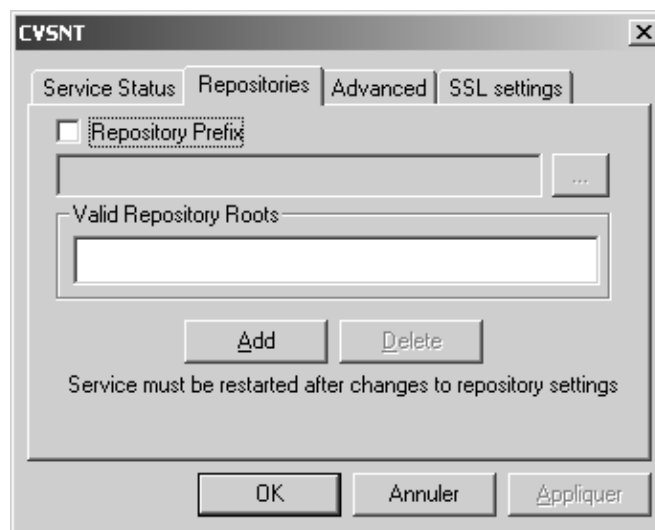 CVSNT
Service Status Repositories Advanced SSL settings
Repository Prefix
...
Valid Repository Roots
Add Delete
Service must be restarted after changes to repository settings
OK Annuler Appliquer